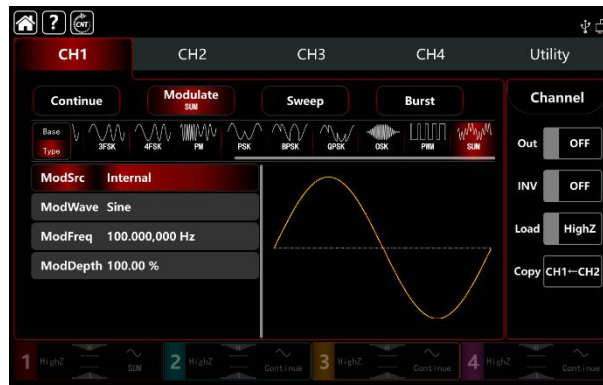 ? CNT
CH1 CH2 CH3 CH4 Utility
Continue Modulate SUM Sweep Burst Channel
Base Type 3FSK 4FSK PM PSK BPSK QPSK OSK PWM SUM
Out OFF
ModSrc Internal
INV OFF
ModWave Sine
ModFreq 100.000,000 Hz
Load HighZ
ModDepth 100.00 %
Copy CH1←CH2
1 HighZ SUM 2 HighZ Continue 3 HighZ Continue 4 HighZ Continue